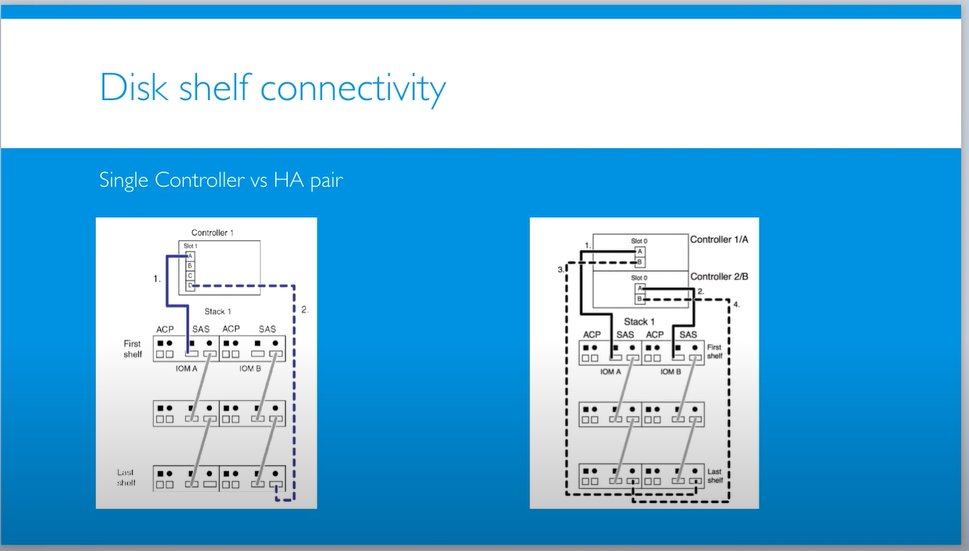 Disk shelf connectivity
Single Controller vs HA pair
Controller 1
Slot 1
A
B
C
D
1.
2.
Stack 1
ACP SAS ACP SAS
First
shelf
IOM A IOM B
Last
shelf
Controller 1/A
Slot 0
1.
A
B
3.
Controller 2/B
Slot 0
A
B
2.
4.
Stack 1
ACP SAS ACP SAS
First
shelf
IOM A IOM B
Last
shelf